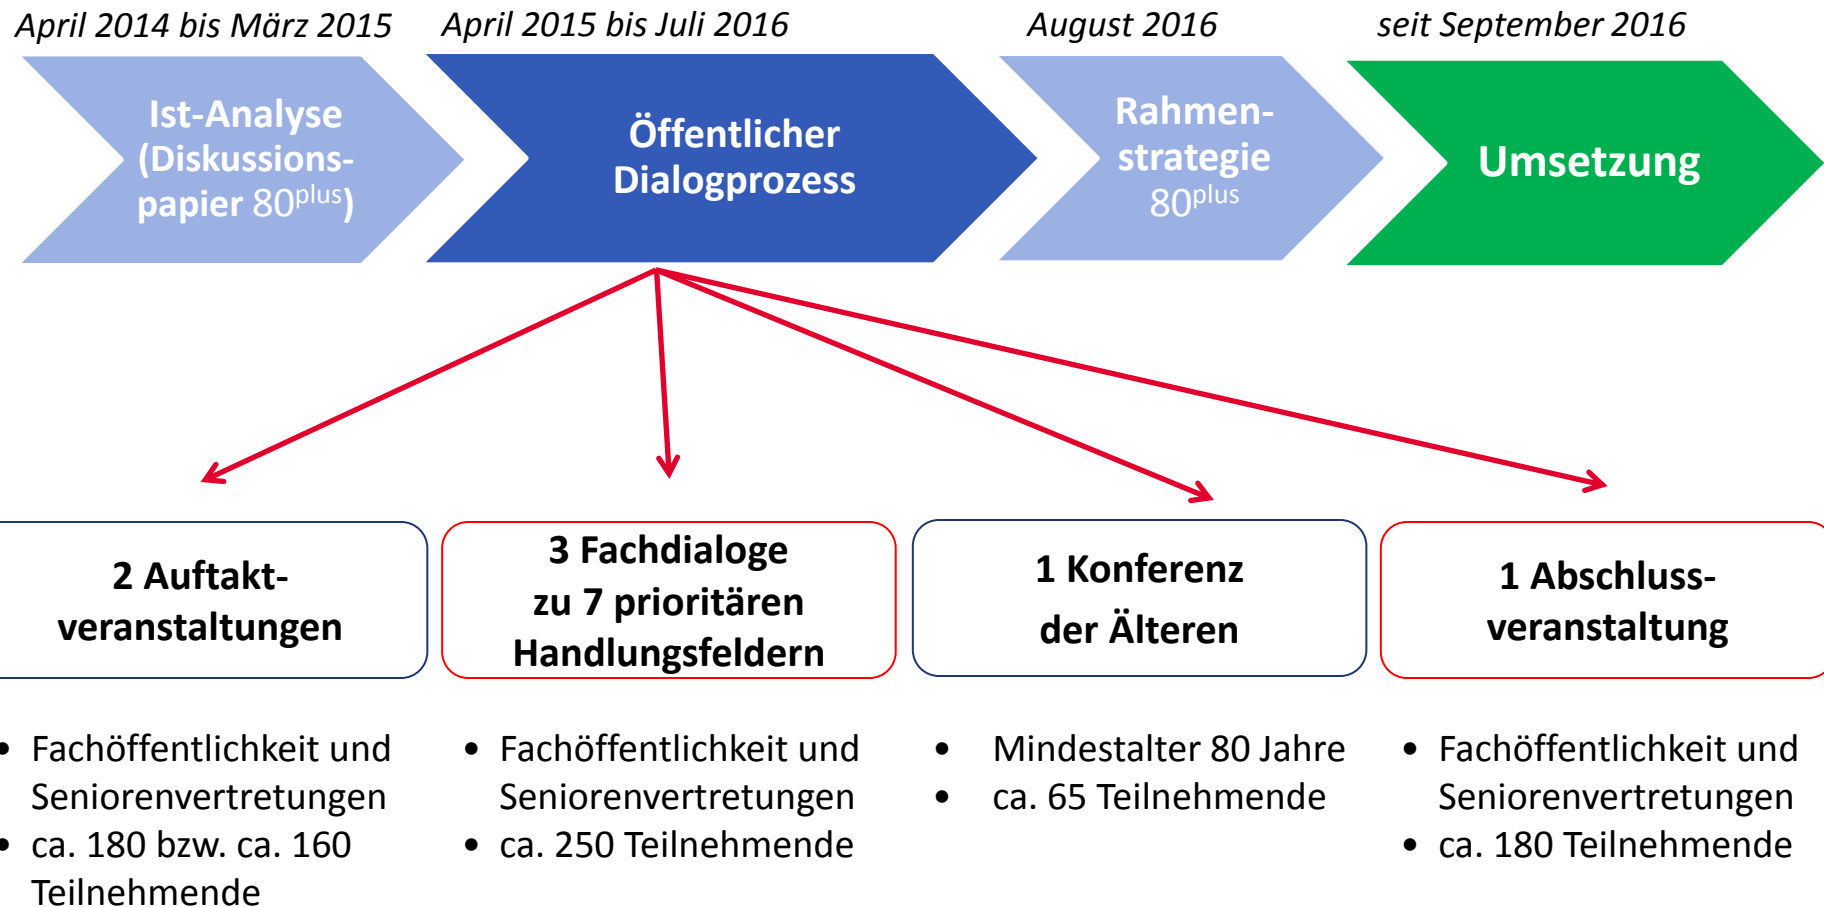 April 2014 bis März 2015
April 2015 bis Juli 2016
August 2016
seit September 2016
Ist-Analyse
(Diskussions-
papier 80plus)
Öffentlicher
Dialogprozess
Rahmen-
strategie
80plus
Umsetzung
2 Auftakt-
veranstaltungen
3 Fachdialoge
zu 7 prioritären
Handlungsfeldern
1 Konferenz
der Älteren
1 Abschluss-
veranstaltung
• Fachöffentlichkeit und
Seniorenvertretungen
• ca. 180 bzw. ca. 160
Teilnehmende
• Fachöffentlichkeit und
Seniorenvertretungen
• ca. 250 Teilnehmende
• Mindestalter 80 Jahre
• ca. 65 Teilnehmende
• Fachöffentlichkeit und
Seniorenvertretungen
• ca. 180 Teilnehmende